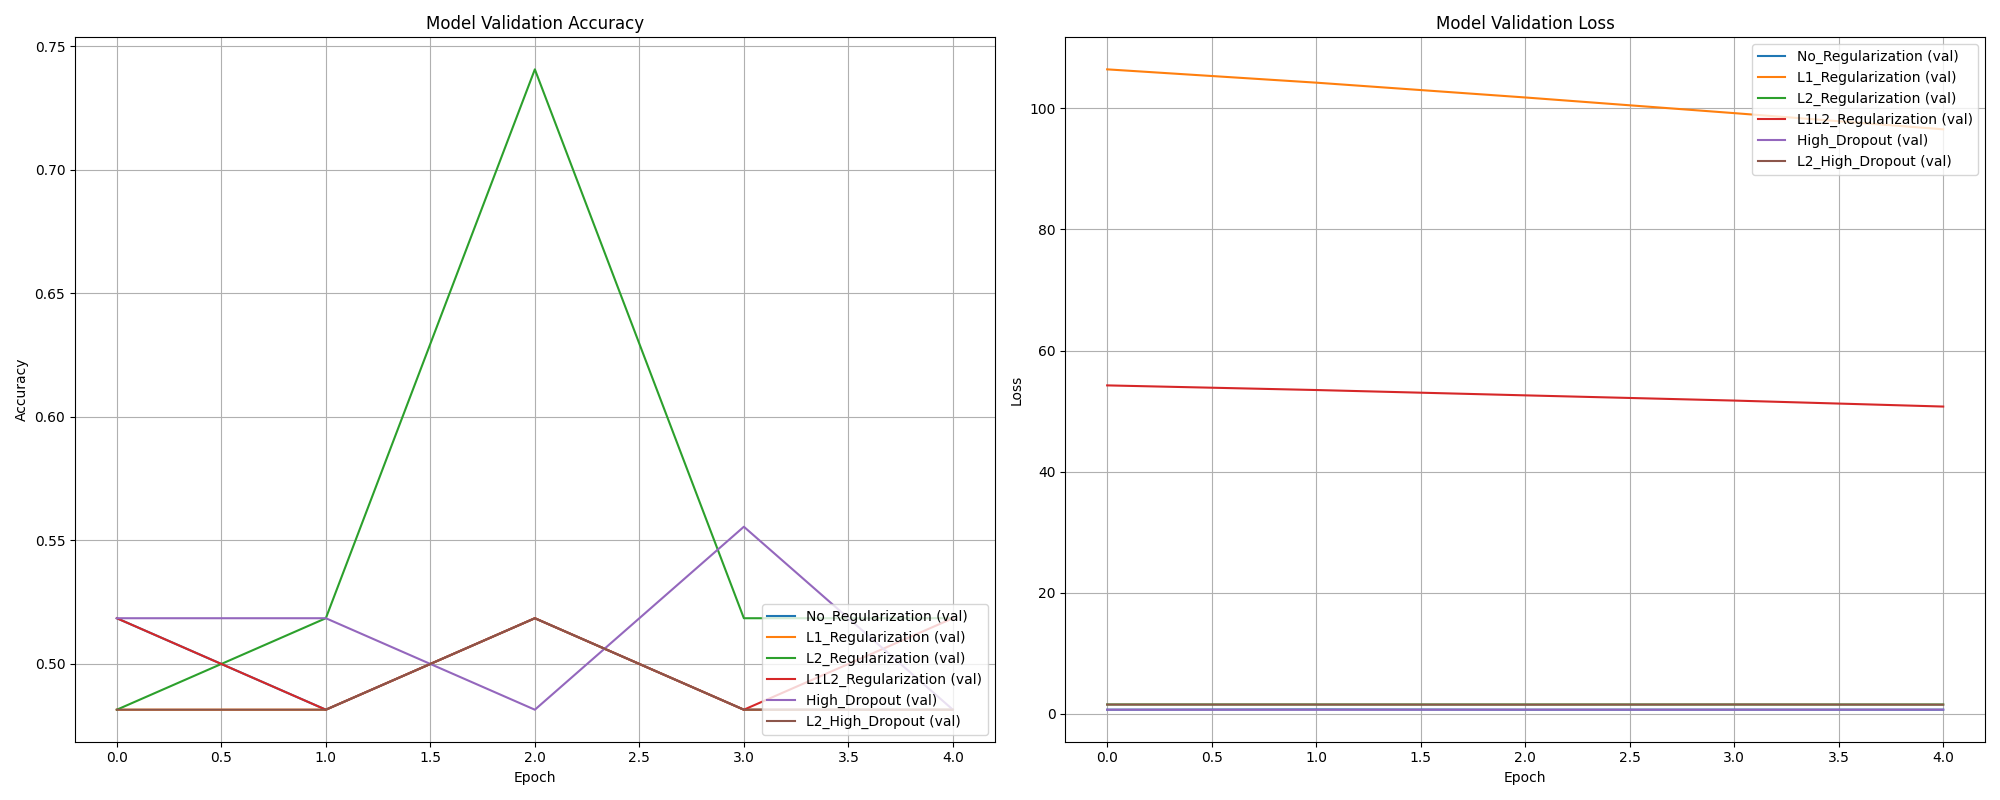 Model Validation Accuracy
0.75
0.70
0.65
0.60
0.55
0.50
Accuracy
No_Regularization (val)
L1_Regularization (val)
L2_Regularization (val)
L1L2_Regularization (val)
High_Dropout (val)
L2_High_Dropout (val)
0.0 0.5 1.0 1.5 2.0 2.5 3.0 3.5 4.0
Epoch
Model Validation Loss
No_Regularization (val)
L1_Regularization (val)
L2_Regularization (val)
L1L2_Regularization (val)
High_Dropout (val)
L2_High_Dropout (val)
100
80
60
40
20
0
Loss
0.0 0.5 1.0 1.5 2.0 2.5 3.0 3.5 4.0
Epoch